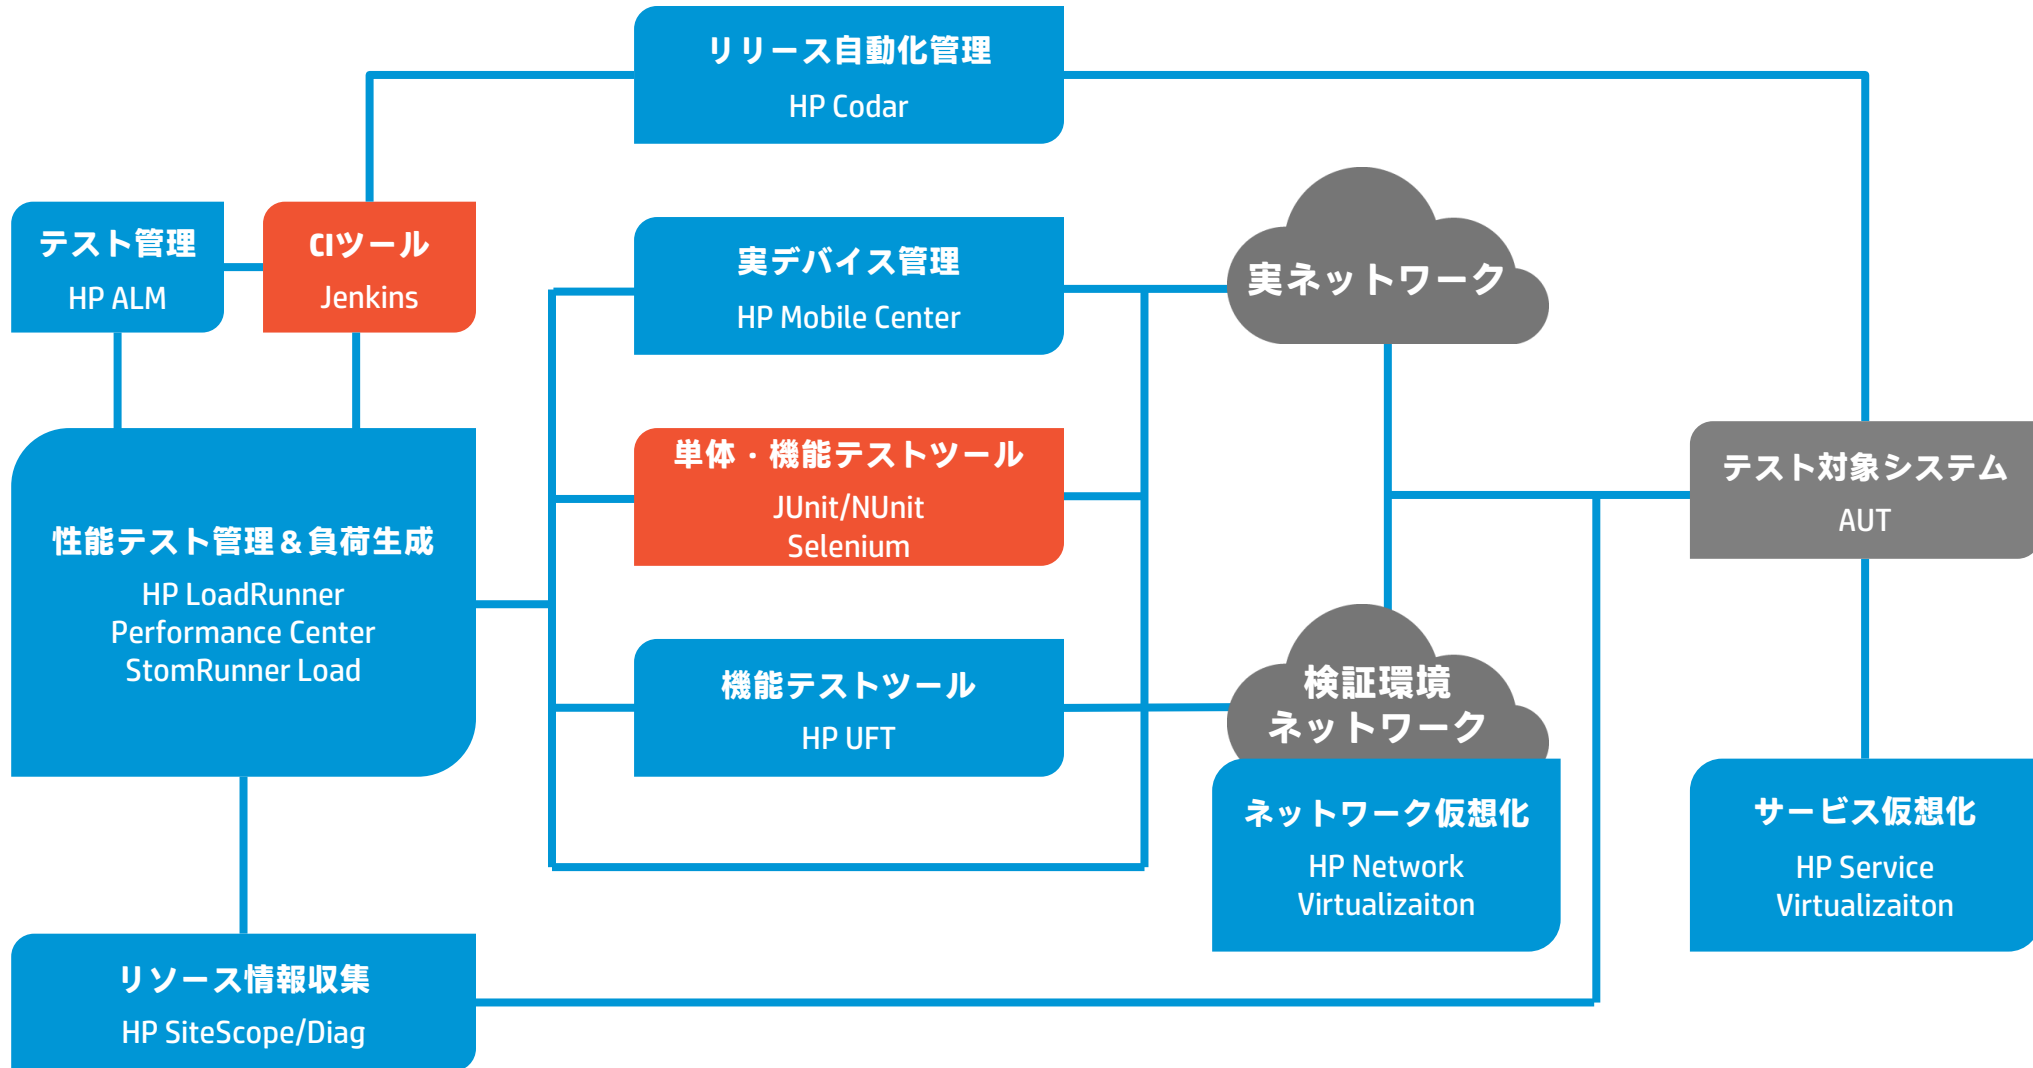 リリース自動化管理
HP Codar
テスト管理
HP ALM
CIツール
Jenkins
実デバイス管理
HP Mobile Center
実ネットワーク
単体・機能テストツール
JUnit/NUnit
Selenium
テスト対象システム
AUT
性能テスト管理＆負荷生成
HP LoadRunner
Performance Center
StomRunner Load
機能テストツール
HP UFT
検証環境
ネットワーク
ネットワーク仮想化
HP Network
Virtualizaiton
サービス仮想化
HP Service
Virtualizaiton
リソース情報収集
HP SiteScope/Diag